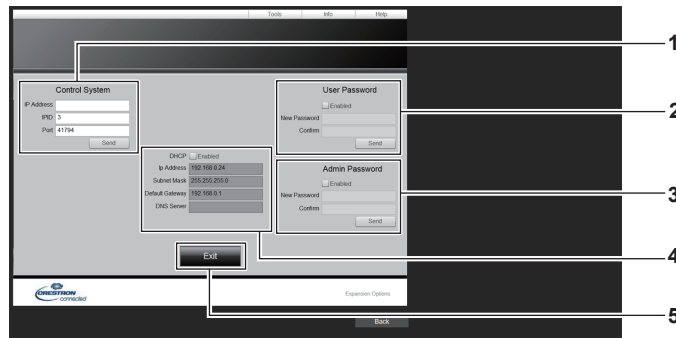 Tools Info Help
1
Control System
IP Address
IPID 3
Port 41794
Send
User Password
Enabled
New Password
Confirm
Send
2
DHCP Enabled
Ip Address 192.168.0.24
Subnet Mask 255.255.255.0
Default Gateway 192.168.0.1
DNS Server
Admin Password
Enabled
New Password
Confirm
Send
3
4
Exit
CRESTRON
connected
Expansion Options
5
Back